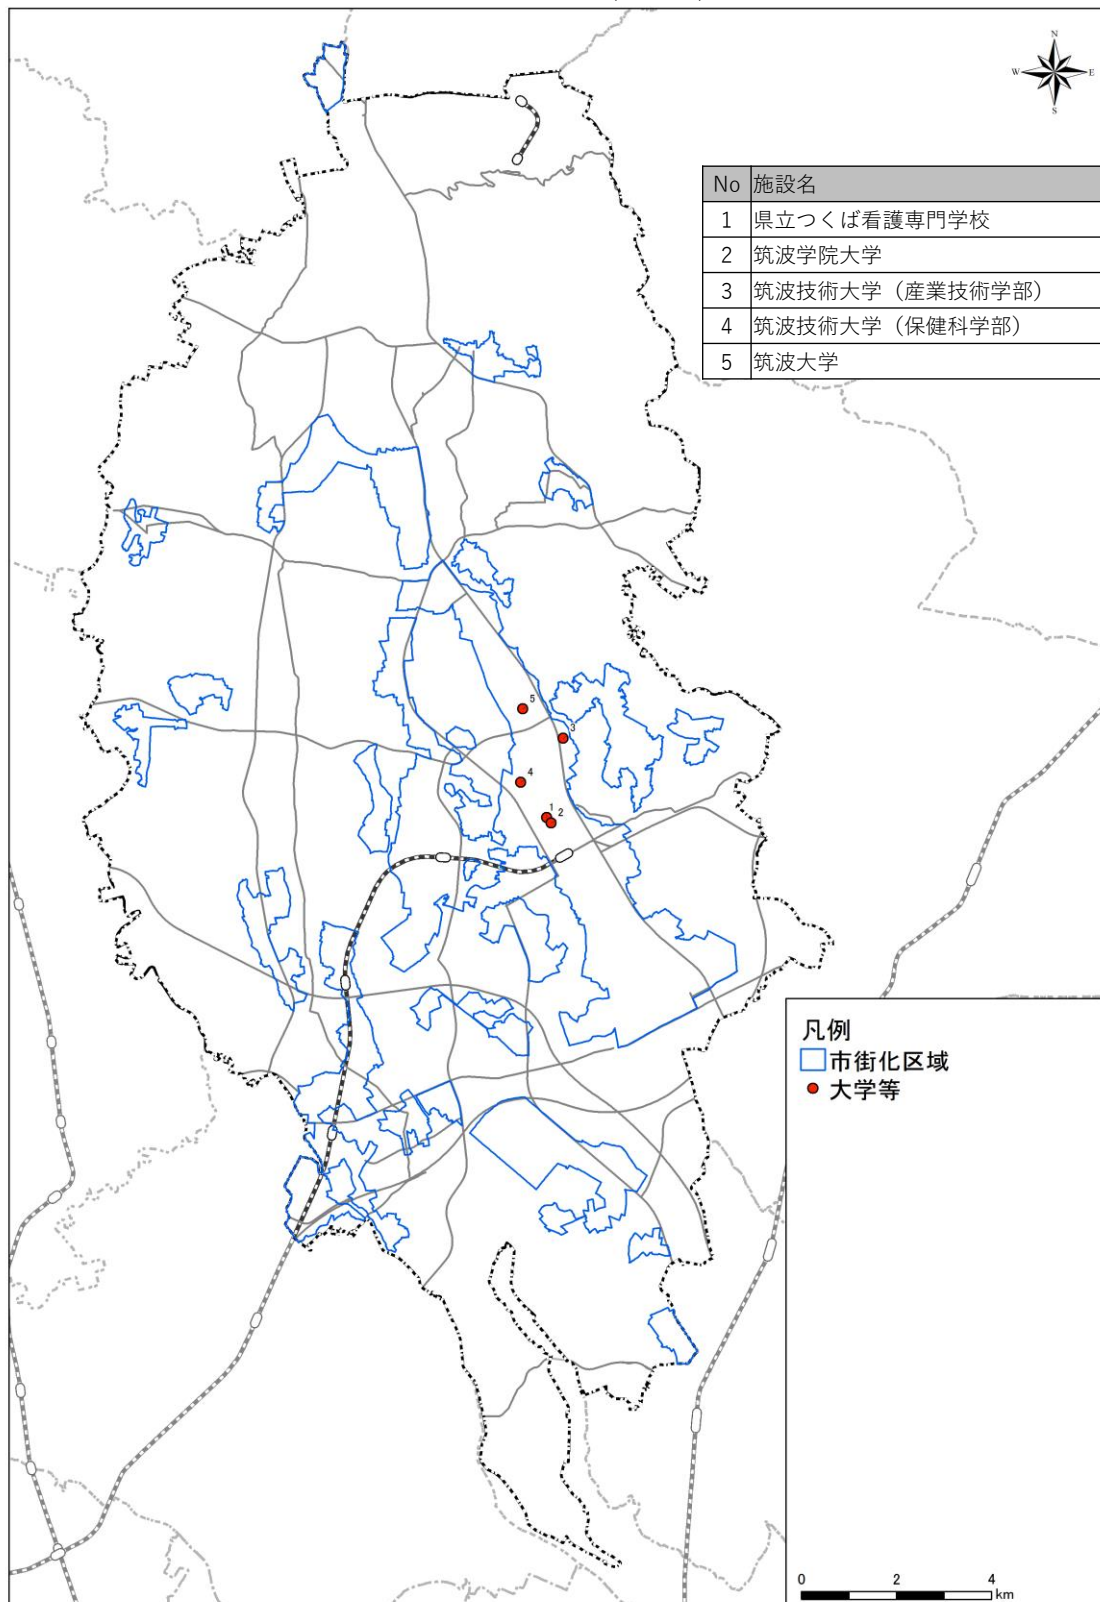 N
W E
S
No 施設名
1 県立つくば看護専門学校
2 筑波学院大学
3 筑波技術大学（産業技術学部）
4 筑波技術大学（保健科学部）
5 筑波大学
5
3
4
1
2
凡例
市街化区域
大学等
0 2 4
km